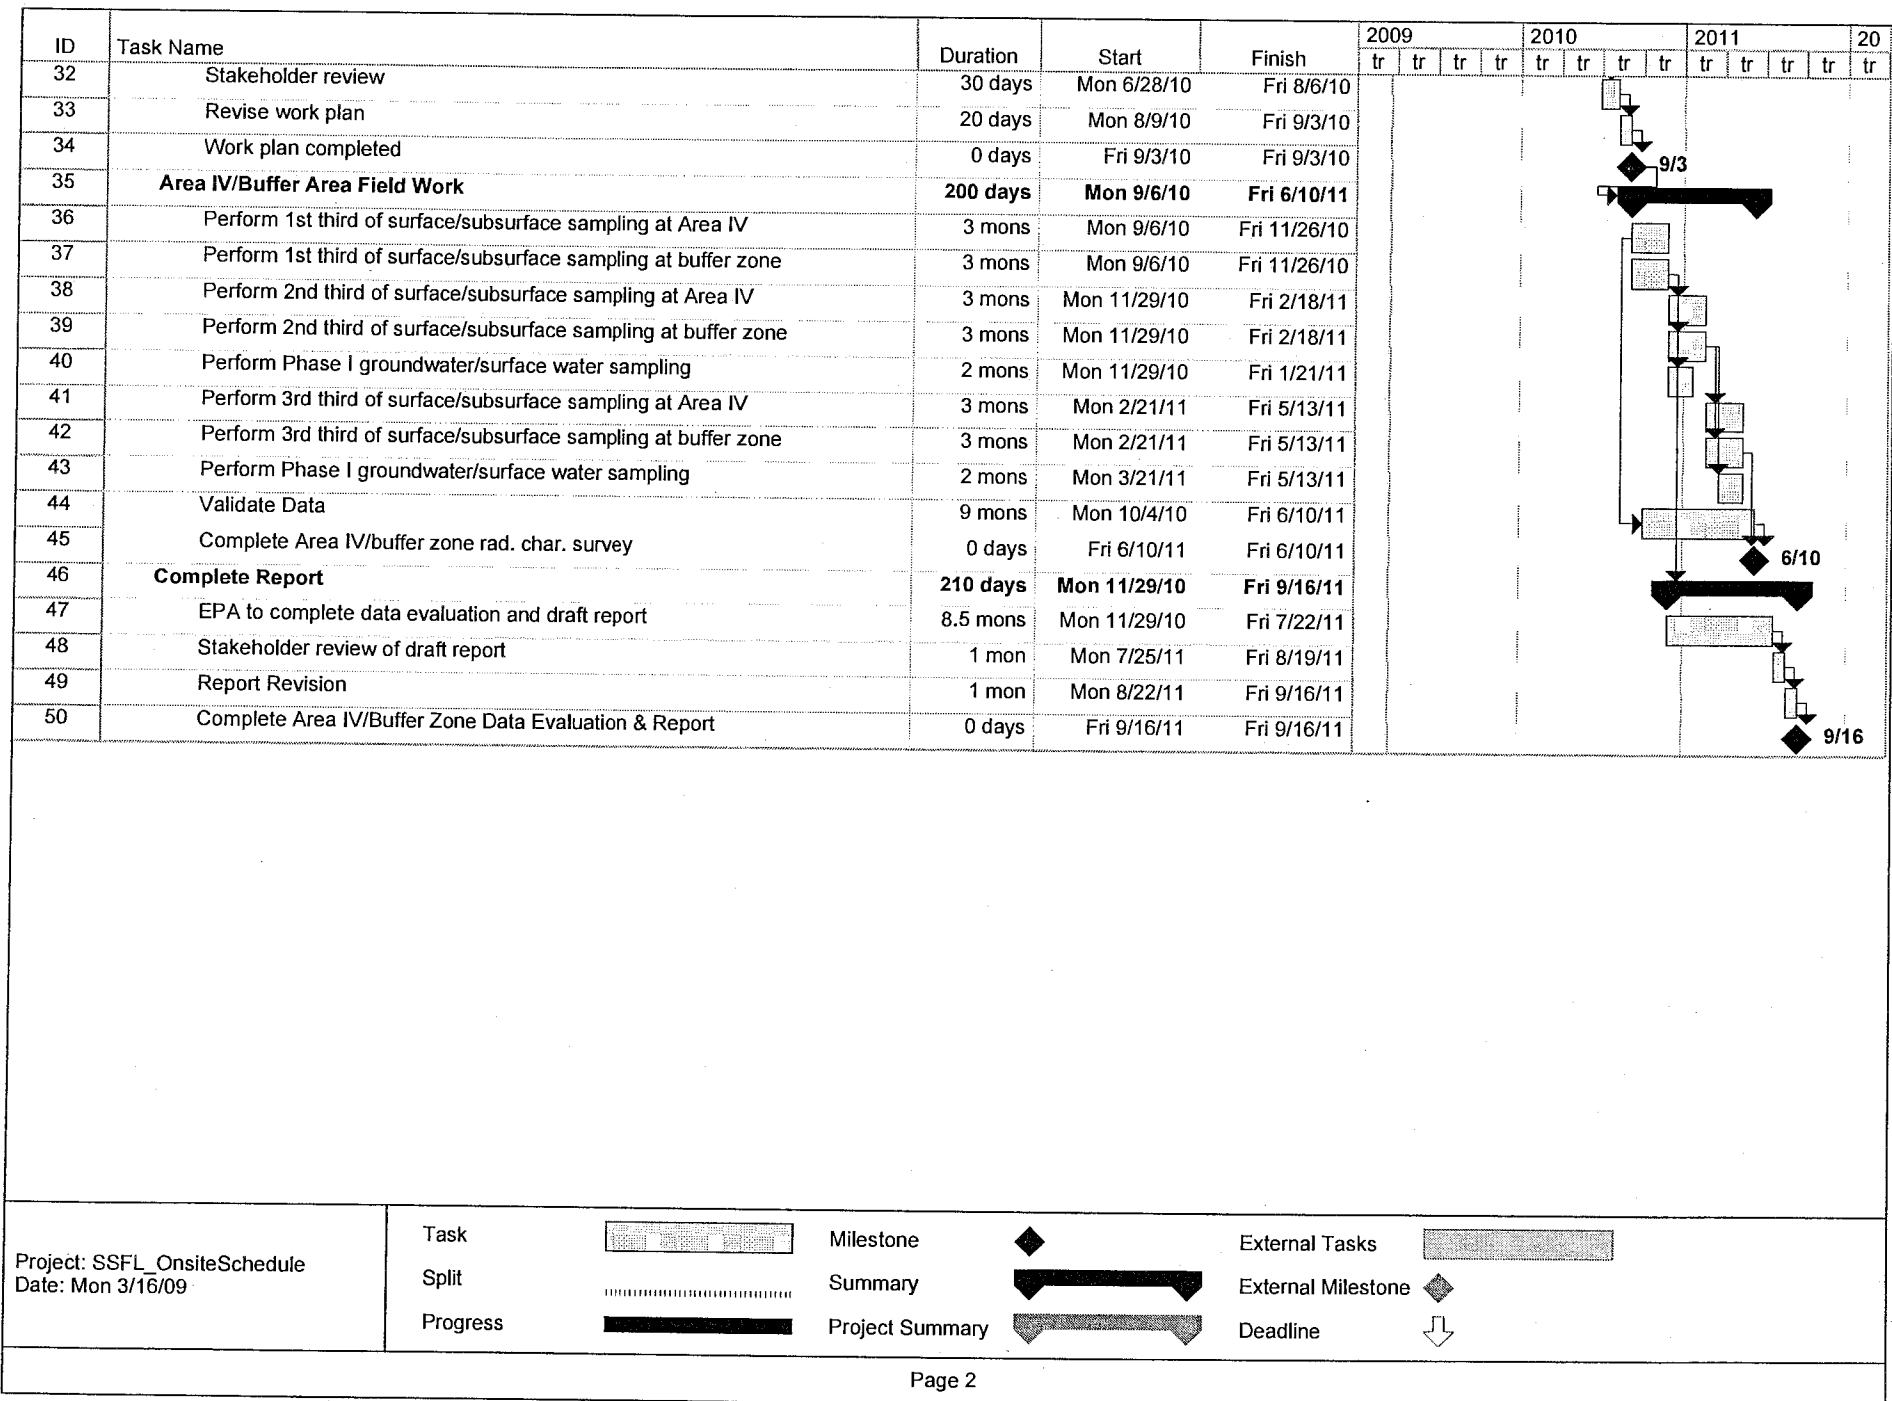 ID Task Name Duration Start Finish 2009 2010 2011 20
tr tr tr tr tr tr tr tr tr tr tr tr tr
32 Stakeholder review 30 days Mon 6/28/10 Fri 8/6/10
33 Revise work plan 20 days Mon 8/9/10 Fri 9/3/10
34 Work plan completed 0 days Fri 9/3/10 Fri 9/3/10 9/3
35 Area IV/Buffer Area Field Work 200 days Mon 9/6/10 Fri 6/10/11
36 Perform 1st third of surface/subsurface sampling at Area IV 3 mons Mon 9/6/10 Fri 11/26/10
37 Perform 1st third of surface/subsurface sampling at buffer zone 3 mons Mon 9/6/10 Fri 11/26/10
38 Perform 2nd third of surface/subsurface sampling at Area IV 3 mons Mon 11/29/10 Fri 2/18/11
39 Perform 2nd third of surface/subsurface sampling at buffer zone 3 mons Mon 11/29/10 Fri 2/18/11
40 Perform Phase I groundwater/surface water sampling 2 mons Mon 11/29/10 Fri 1/21/11
41 Perform 3rd third of surface/subsurface sampling at Area IV 3 mons Mon 2/21/11 Fri 5/13/11
42 Perform 3rd third of surface/subsurface sampling at buffer zone 3 mons Mon 2/21/11 Fri 5/13/11
43 Perform Phase I groundwater/surface water sampling 2 mons Mon 3/21/11 Fri 5/13/11
44 Validate Data 9 mons Mon 10/4/10 Fri 6/10/11
45 Complete Area IV/buffer zone rad. char. survey 0 days Fri 6/10/11 Fri 6/10/11 6/10
46 Complete Report 210 days Mon 11/29/10 Fri 9/16/11
47 EPA to complete data evaluation and draft report 8.5 mons Mon 11/29/10 Fri 7/22/11
48 Stakeholder review of draft report 1 mon Mon 7/25/11 Fri 8/19/11
49 Report Revision 1 mon Mon 8/22/11 Fri 9/16/11
50 Complete Area IV/Buffer Zone Data Evaluation & Report 0 days Fri 9/16/11 Fri 9/16/11 9/16
Project: SSFL_OnsiteSchedule
Date: Mon 3/16/09
Task Milestone External Tasks
Split Summary External Milestone
Progress Project Summary Deadline
Page 2